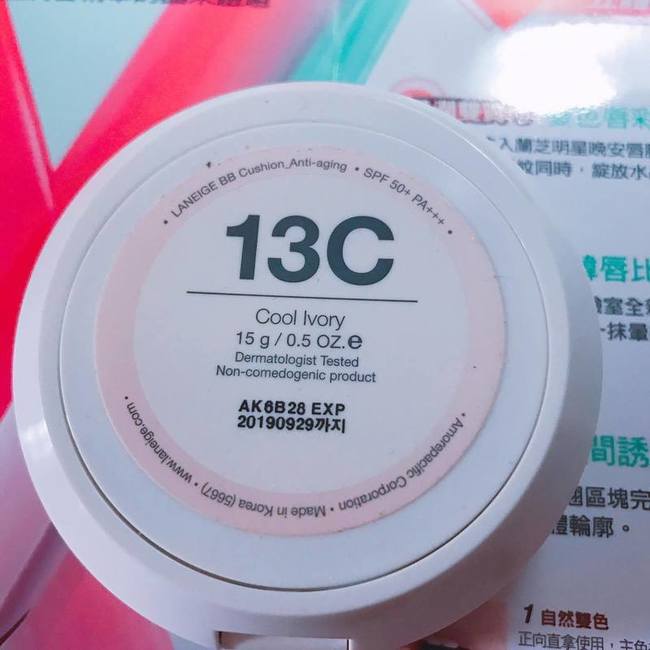 • LANEIGE BB Cushion_Anti-aging • SPF 50+ PA+++ •
13C
Cool Ivory
15 g / 0.5 OZ.e
Dermatologist Tested
Non-comedogenic product
AK6B28 EXP
20190929까지
• Amorepacific Corporation • Made in Korea (5667) • www.laneige.com •
入蘭芝明星晚安唇
同時，綻放水
唇比
室全
一抹暈
間誘
區塊完
輪廓。
1 自然雙色
正向直拿使用，主色